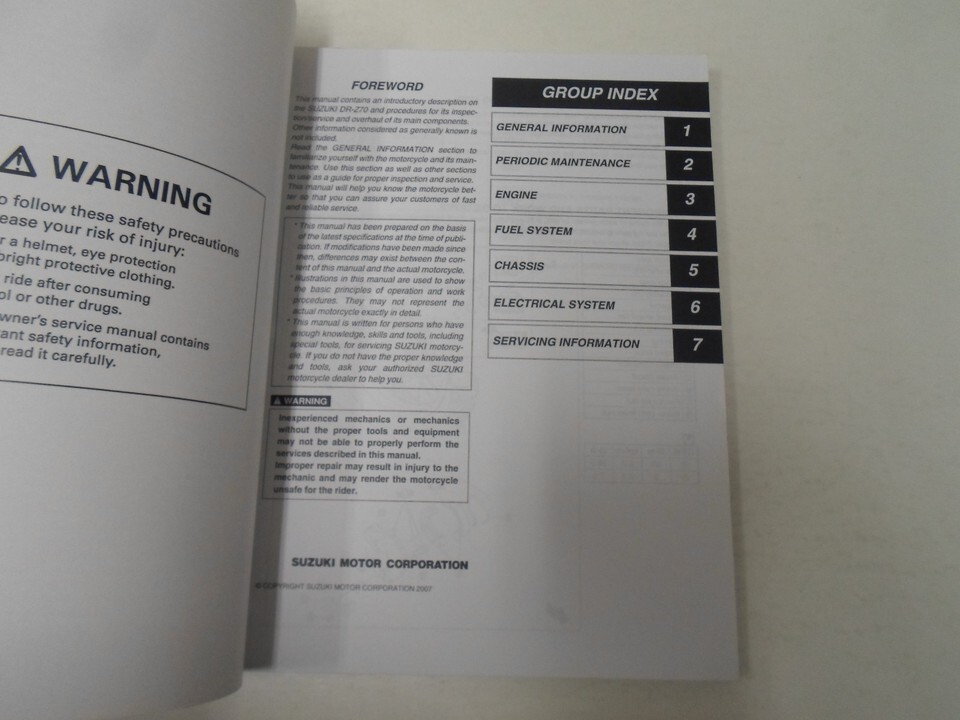 WARNING
o follow these safety precautions
ease your risk of injury:
r a helmet, eye protection
bright protective clothing.
ride after consuming
ol or other drugs.
wner's service manual contains
ant safety information,
read it carefully.
FOREWORD
This manual contains an introductory description on
the SUZUKI DR-Z70 and procedures for its inspec-
tion/service and overhaul of its main components.
Other information considered as generally known is
not included.
Read the GENERAL INFORMATION section to
familiarize yourself with the motorcycle and its main-
tenance. Use this section as well as other sections
to use as a guide for proper inspection and service.
This manual will help you know the motorcycle bet-
ter so that you can assure your customers of fast
and reliable service.
* This manual has been prepared on the basis
of the latest specifications at the time of publi-
cation. If modifications have been made since
then, differences may exist between the con-
tent of this manual and the actual motorcycle.
* Illustrations in this manual are used to show
the basic principles of operation and work
procedures. They may not represent the
actual motorcycle exactly in detail.
* This manual is written for persons who have
enough knowledge, skills and tools, including
special tools, for servicing SUZUKI motorcy-
cle. If you do not have the proper knowledge
and tools, ask your authorized SUZUKI
motorcycle dealer to help you.
WARNING
Inexperienced mechanics or mechanics
without the proper tools and equipment
may not be able to properly perform the
services described in this manual.
Improper repair may result in injury to the
mechanic and may render the motorcycle
unsafe for the rider.
SUZUKI MOTOR CORPORATION
© COPYRIGHT SUZUKI MOTOR CORPORATION 2007
GROUP INDEX
GENERAL INFORMATION 1
PERIODIC MAINTENANCE 2
ENGINE 3
FUEL SYSTEM 4
CHASSIS 5
ELECTRICAL SYSTEM 6
SERVICING INFORMATION 7